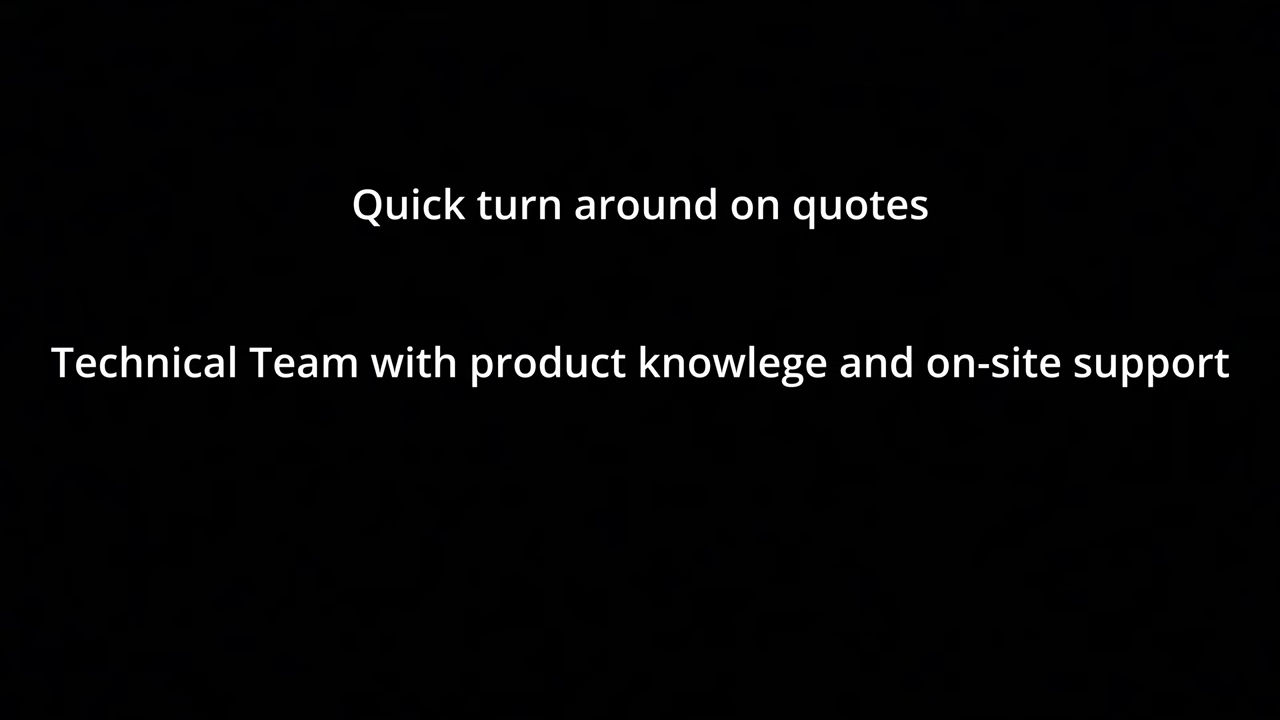 Quick turn around on quotes
Technical Team with product knowlege and on-site support